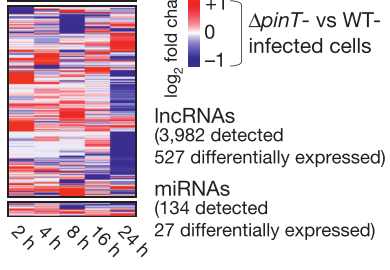 +1
0
−1
log2 fold cha
ΔpinT- vs WT-
infected cells
lncRNAs
(3,982 detected
527 differentially expressed)
miRNAs
(134 detected
27 differentially expressed)
2 h 4 h 8 h 16 h 24 h